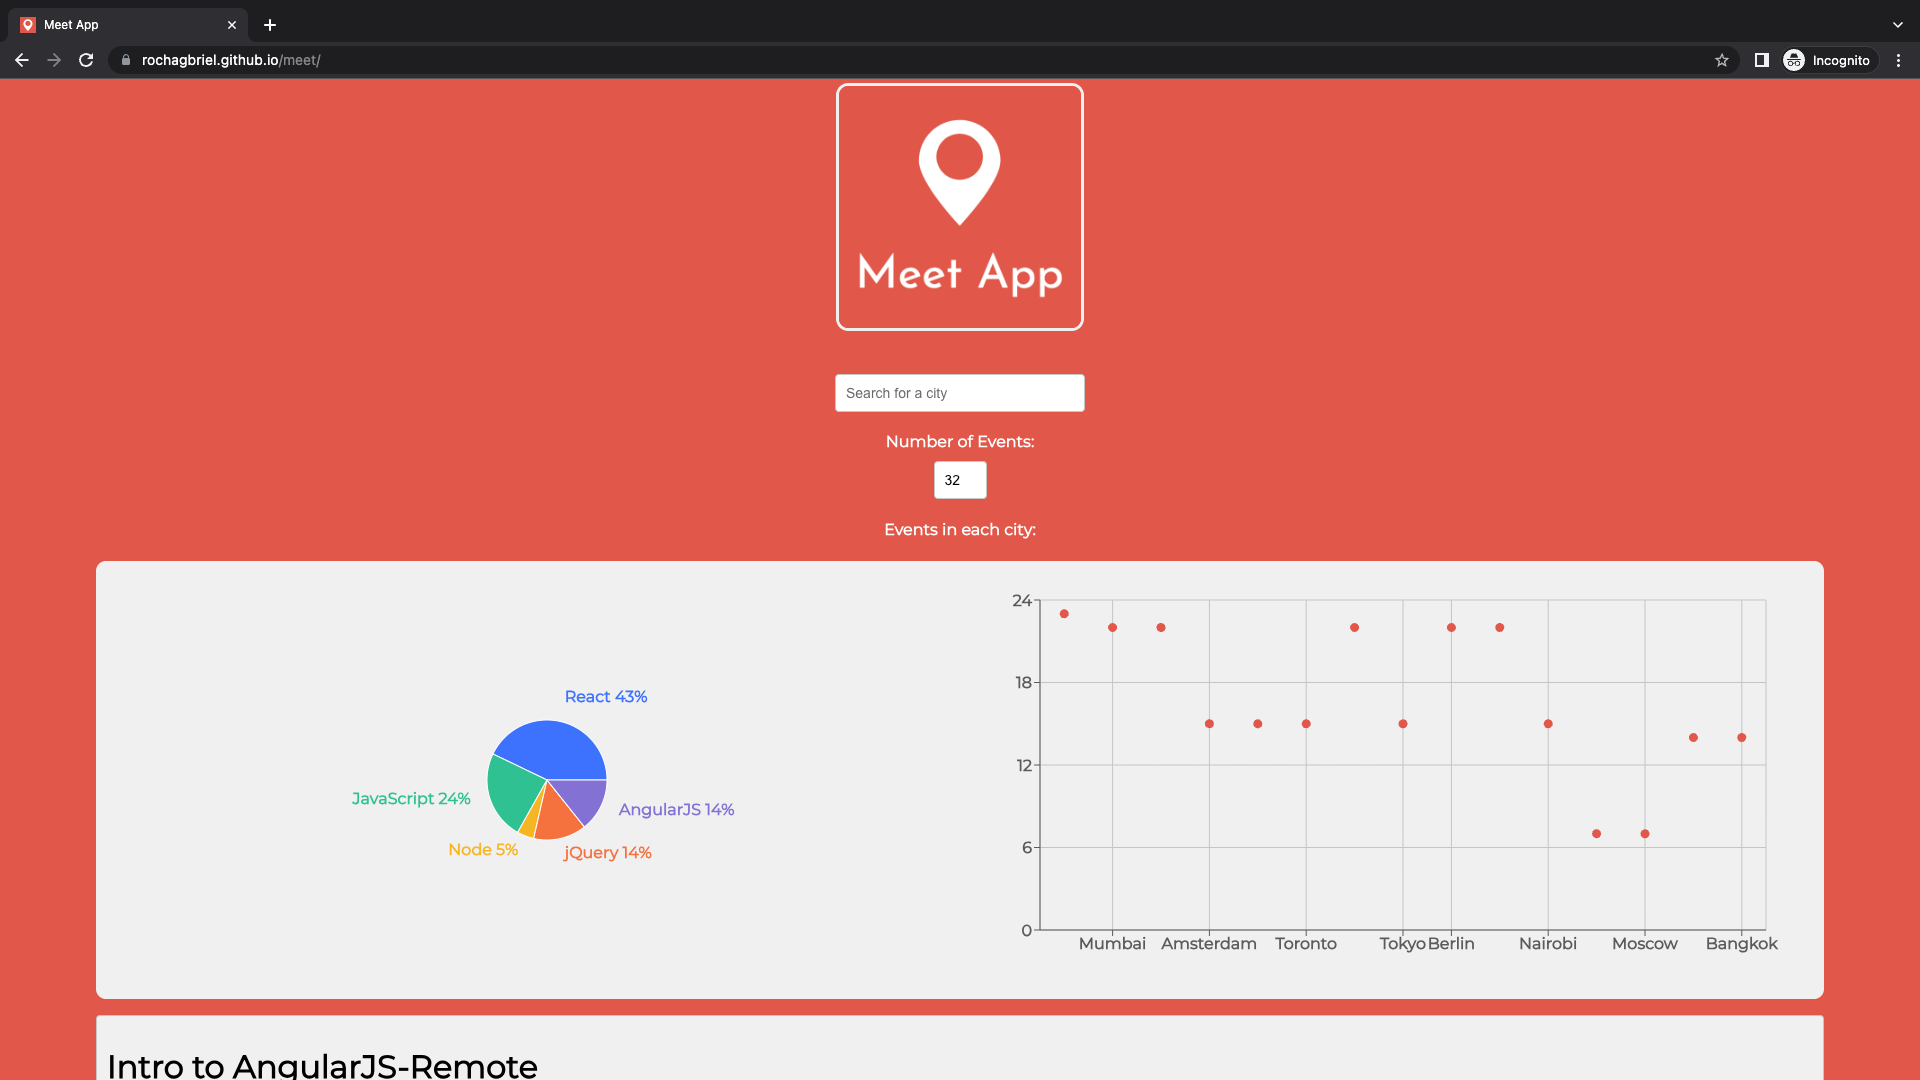 Meet App
rochagbriel.github.io/meet/
Incognito
Meet App
Search for a city
Number of Events:
32
Events in each city:
React 43%
JavaScript 24%
AngularJS 14%
Node 5%
jQuery 14%
24
18
12
6
0
Mumbai Amsterdam Toronto Tokyo Berlin Nairobi Moscow Bangkok
Intro to AngularJS-Remote